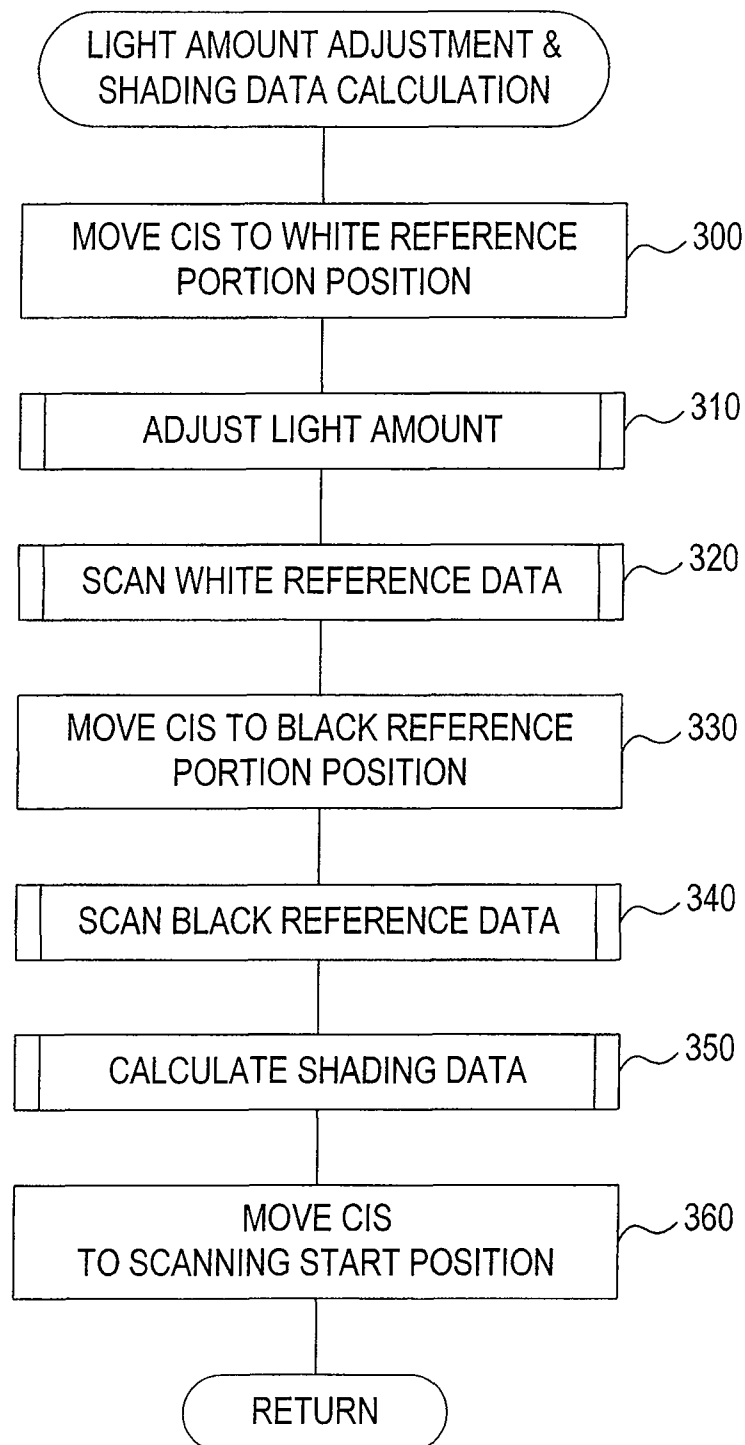 LIGHT AMOUNT ADJUSTMENT &
SHADING DATA CALCULATION
MOVE CIS TO WHITE REFERENCE
PORTION POSITION
300
ADJUST LIGHT AMOUNT
310
SCAN WHITE REFERENCE DATA
320
MOVE CIS TO BLACK REFERENCE
PORTION POSITION
330
SCAN BLACK REFERENCE DATA
340
CALCULATE SHADING DATA
350
MOVE CIS
TO SCANNING START POSITION
360
RETURN